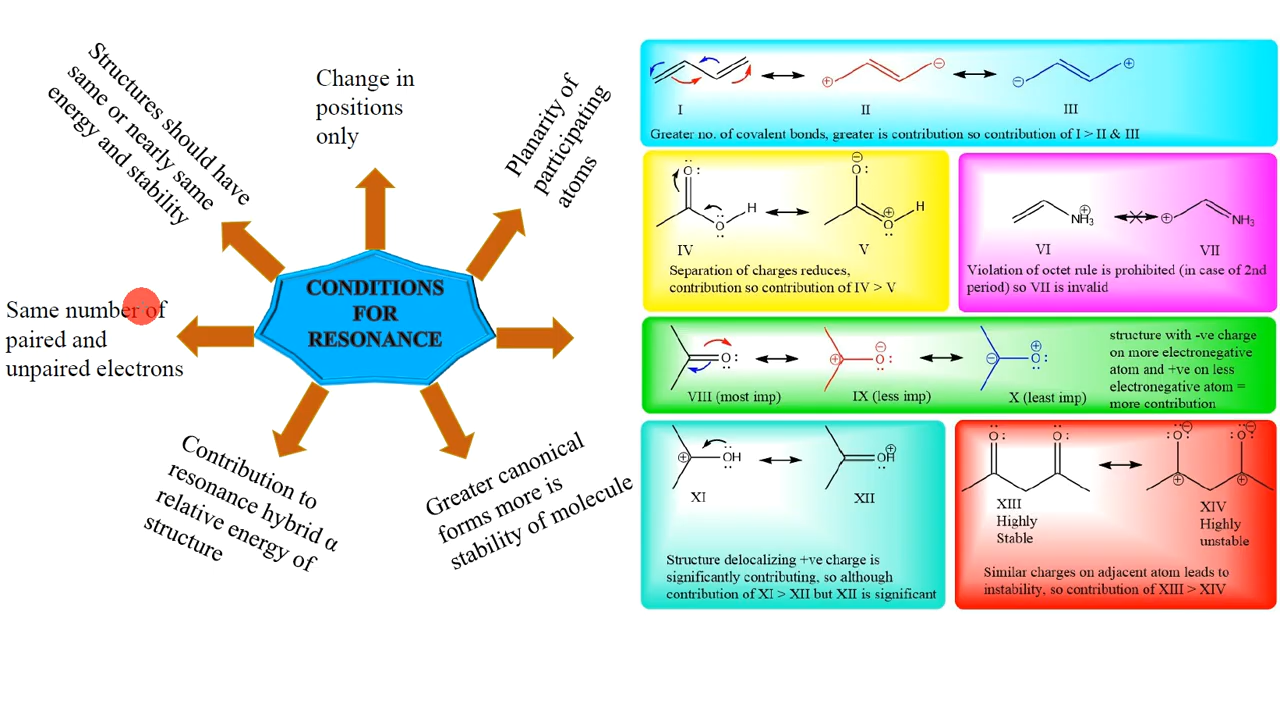 Structures should have
same or nearly same
energy and stability
Change in
positions
only
Planarity of
participating
atoms
CONDITIONS
FOR
RESONANCE
Same number of
paired and
unpaired electrons
Contribution to
resonance hybrid α
relative energy of
structure
Greater canonical
forms more is
stability of molecule
I
II
III
Greater no. of covalent bonds, greater is contribution so contribution of I > II & III
O:
O
H
IV
O:
O
H
V
Separation of charges reduces,
contribution so contribution of IV > V
NH3
VI
NH3
VII
Violation of octet rule is prohibited (in case of 2nd
period) so VII is invalid
O:
VIII (most imp)
O:
IX (less imp)
O:
X (least imp)
structure with -ve charge
on more electronegative
atom and +ve on less
electronegative atom =
more contribution
OH
XI
OH
XII
Structure delocalizing +ve charge is
significantly contributing, so although
contribution of XI > XII but XII is significant
:O:
O:
XIII
Highly
Stable
:O:
:O:
XIV
Highly
unstable
Similar charges on adjacent atom leads to
instability, so contribution of XIII > XIV